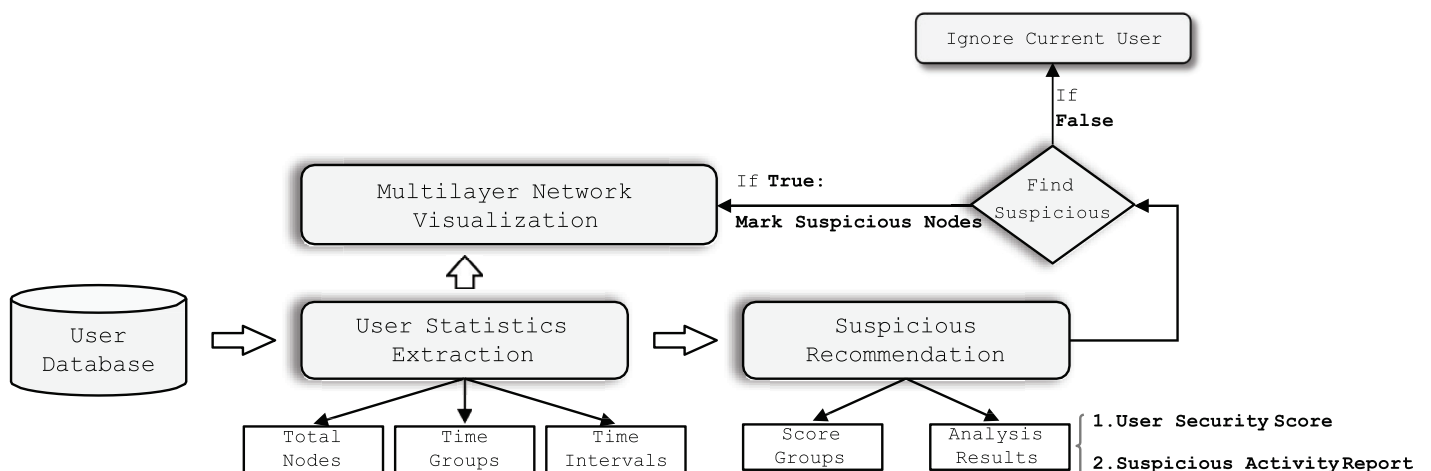 Ignore Current User
If
False
Multilayer Network
Visualization
If True:
Mark Suspicious Nodes
Find
Suspicious
User
Database
User Statistics
Extraction
Suspicious
Recommendation
Total
Nodes
Time
Groups
Time
Intervals
Score
Groups
Analysis
Results
1.User Security Score
2.Suspicious Activity Report